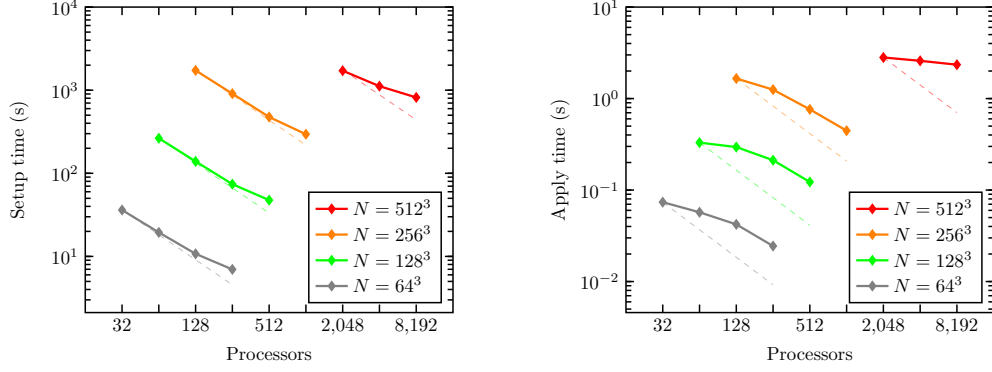 10^4
10^3
10^2
10^1
Setup time (s)
32
128
512
2,048
8,192
Processors
N = 512^3
N = 256^3
N = 128^3
N = 64^3
10^1
10^0
10^−1
10^−2
Apply time (s)
32
128
512
2,048
8,192
Processors
N = 512^3
N = 256^3
N = 128^3
N = 64^3